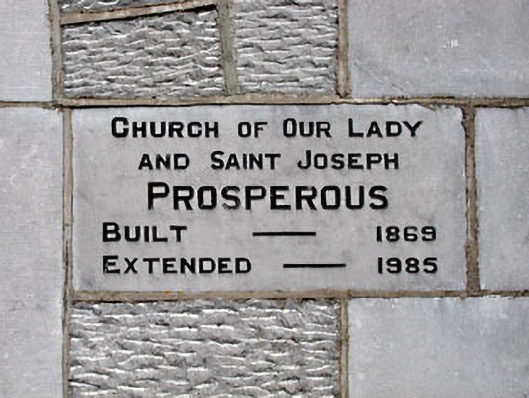 CHURCH OF OUR LADY
AND SAINT JOSEPH
PROSPEROUS
BUILT — 1869
EXTENDED — 1985